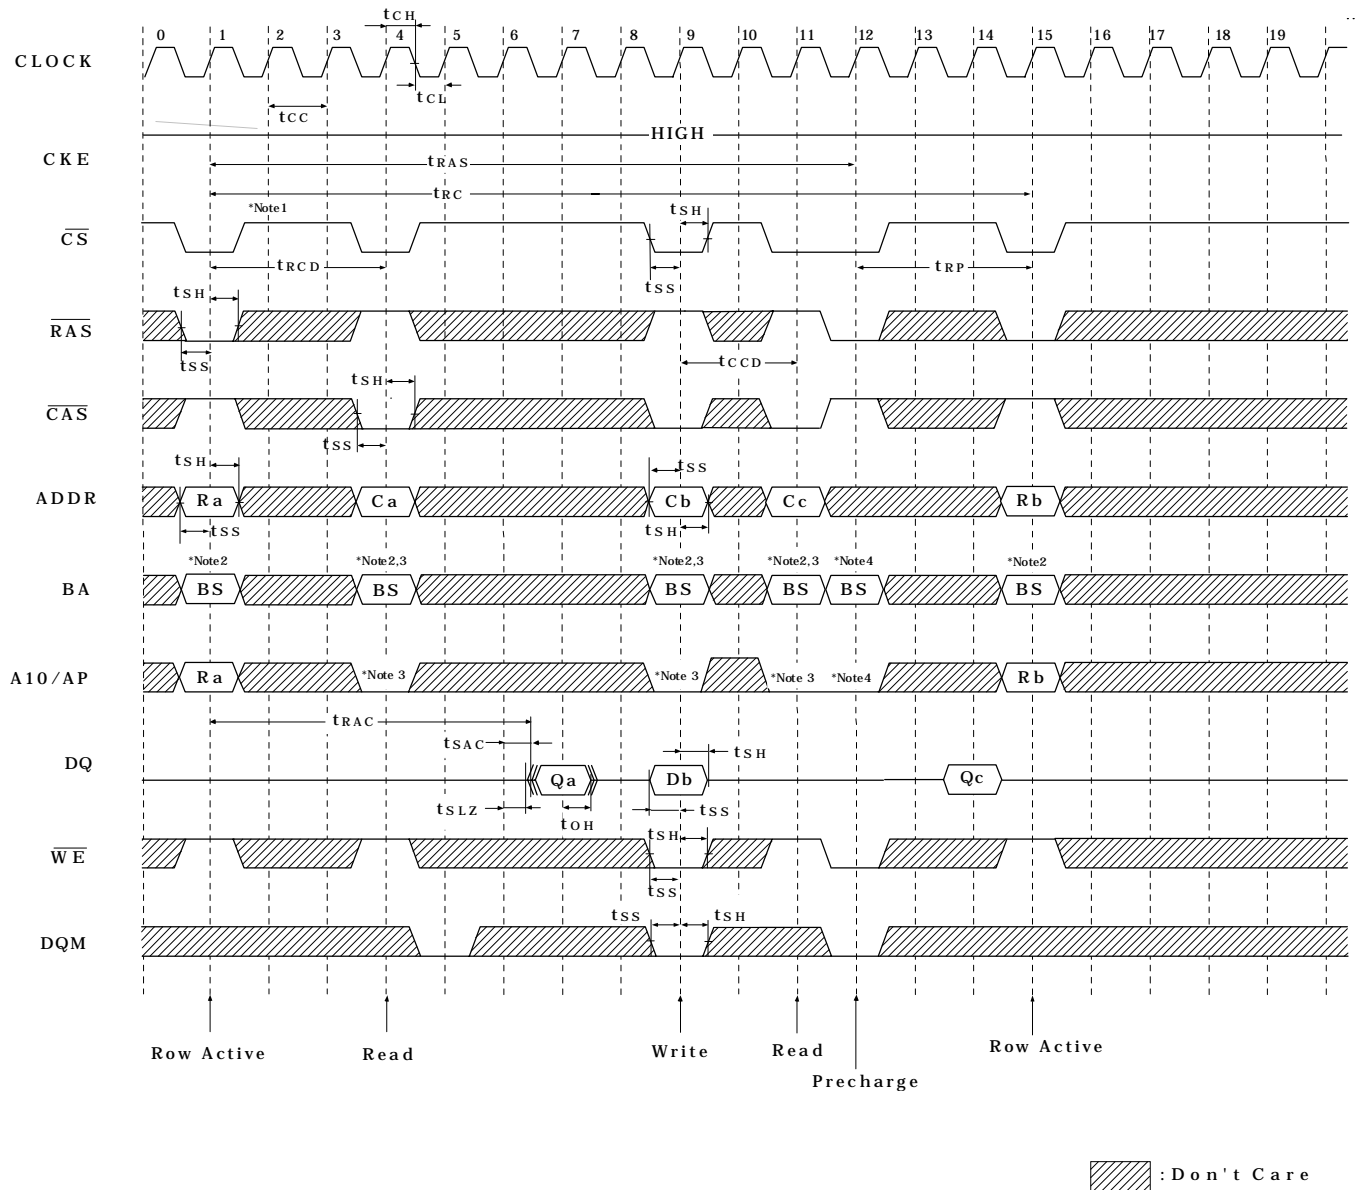 tCH
0 1 2 3 4 5 6 7 8 9 10 11 12 13 14 15 16 17 18 19
CLOCK
tCL
tCC
HIGH
CKE
tRAS
tRC
*Note1
tSH
CS
tRCD
tRP
tSS
tSH
RAS
tSS
tCCD
tSH
CAS
tSS
tSH
tSS
ADDR Ra Ca Cb Cc Rb
tSS
tSH
*Note2 *Note2,3 *Note2,3 *Note2,3 *Note4 *Note2
BA BS BS BS BS BS BS
A10/AP Ra *Note 3 *Note 3 *Note 3 *Note4 Rb
tRAC
tSAC
tSH
DQ Qa Db Qc
tSLZ
tOH
tSS
tSH
WE
tSS
tSS
tSH
DQM
Row Active Read Write Read Row Active
Precharge
:Don't Care